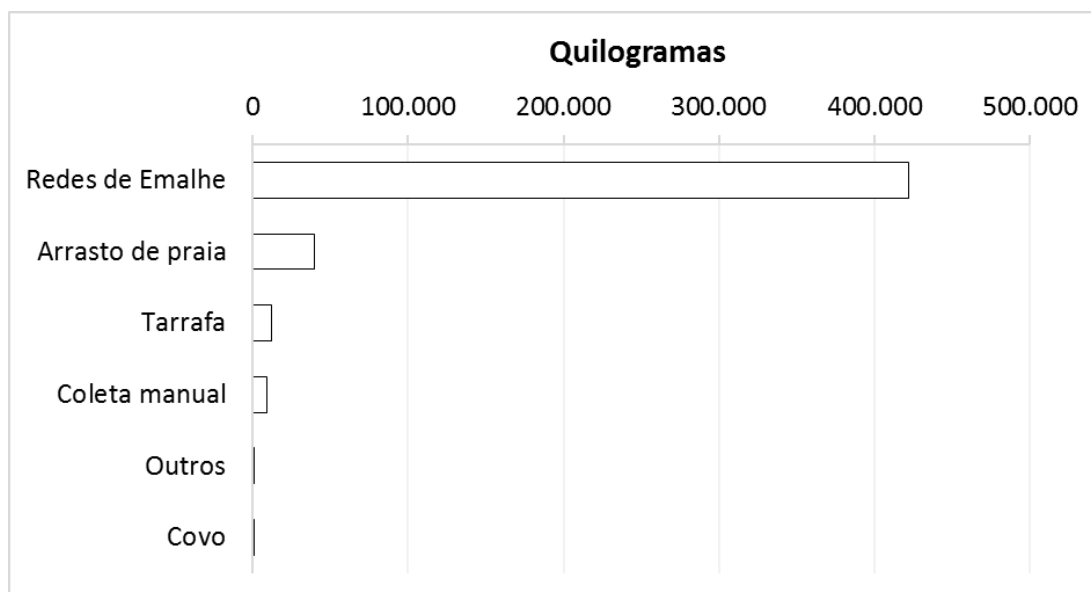 Quilogramas
0 100.000 200.000 300.000 400.000 500.000
Redes de Emalhe
Arrasto de praia
Tarrafa
Coleta manual
Outros
Covo